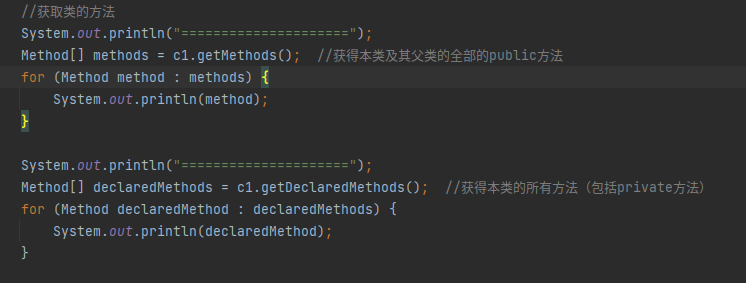 //获取类的方法
System.out.println("=====================");
Method[] methods = c1.getMethods();  //获得本类及其父类的全部的public方法
for (Method method : methods) {
    System.out.println(method);
}
System.out.println("=====================");
Method[] declaredMethods = c1.getDeclaredMethods();  //获得本类的所有方法（包括private方法）
for (Method declaredMethod : declaredMethods) {
    System.out.println(declaredMethod);
}